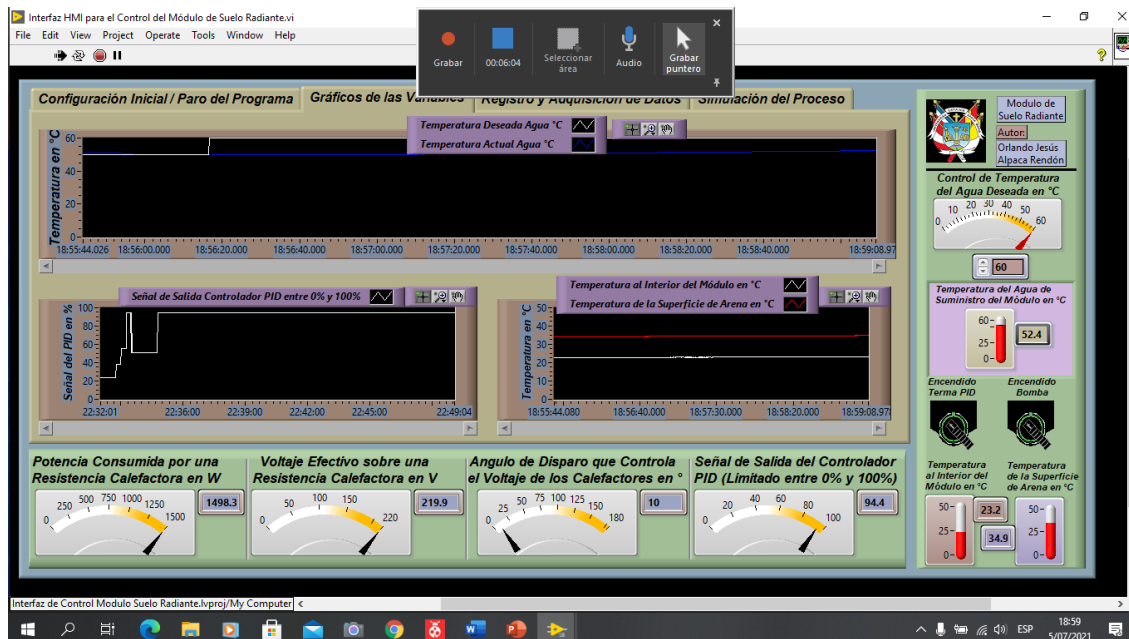 Interfaz HMI para el Control del Módulo de Suelo Radiante.vi
File Edit View Project Operate Tools Window Help
Grabar
00:06:04
Seleccionar área
Audio
Grabar puntero
Configuración Inicial / Paro del Programa
Gráficos de las Variables
Registro y Adquisición de Datos
Simulación del Proceso
Temperatura Deseada Agua °C
Temperatura Actual Agua °C
Temperatura en °C
60
40
20
0
18:55:44.026 18:56:00.000 18:56:20.000 18:56:40.000 18:57:00.000 18:57:20.000 18:57:40.000 18:58:00.000 18:58:20.000 18:58:40.000 18:59:08.97
Señal de Salida Controlador PID entre 0% y 100%
Señal del PID en %
100
80
60
40
20
0
22:32:01 22:36:00 22:39:00 22:42:00 22:45:00 22:49:04
Temperatura al Interior del Módulo en °C
Temperatura de la Superficie de Arena en °C
Temperatura en °C
50
40
30
20
10
0
18:55:44.080 18:56:40.000 18:57:30.000 18:58:20.000 18:59:08.978
Potencia Consumida por una
Resistencia Calefactora en W
0 250 500 750 1000 1250 1500
1498.3
Voltaje Efectivo sobre una
Resistencia Calefactora en V
0 50 100 150 220
219.9
Angulo de Disparo que Controla
el Voltaje de los Calefactores en °
0 25 50 75 100 125 150 180
10
Señal de Salida del Controlador
PID (Limitado entre 0% y 100%)
0 20 40 60 80 100
94.4
Modulo de
Suelo Radiante
Autor:
Orlando Jesús
Alpaca Rendón
Control de Temperatura
del Agua Deseada en °C
0 10 20 30 40 50 60
60
Temperatura del Agua de
Suministro del Módulo en °C
60
25
0
52.4
Encendido
Terma PID
Encendido
Bomba
Temperatura
al Interior del
Módulo en °C
Temperatura
de la Superficie
de Arena en °C
50
25
0
23.2
34.9
50
25
0
Interfaz de Control Modulo Suelo Radiante.lvproj/My Computer
ESP
18:59
5/07/2021